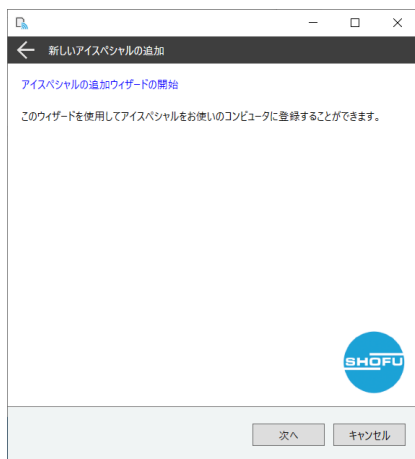 新しいアイスペシャルの追加
アイスペシャルの追加ウィザードの開始
このウィザードを使用してアイスペシャルをお使いのコンピュータに登録することができます。
SHOFU
次へ
キャンセル